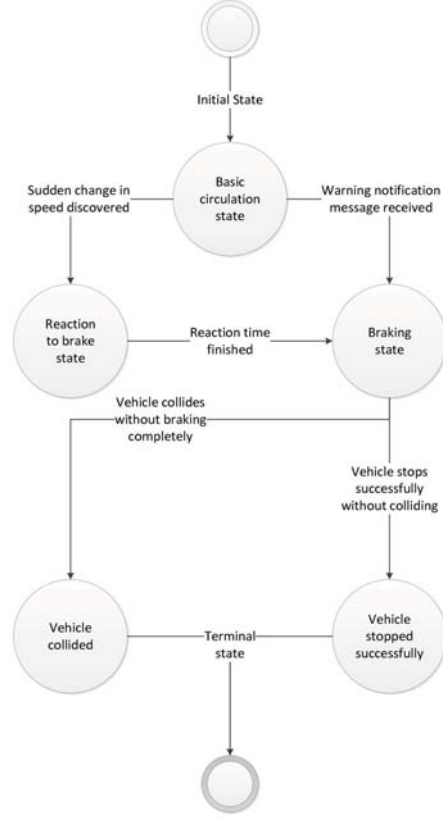 Initial State
Basic
circulation
state
Sudden change in
speed discovered
Warning notification
message received
Reaction
to brake
state
Reaction time
finished
Braking
state
Vehicle collides
without braking
completely
Vehicle stops
successfully
without colliding
Vehicle
collided
Terminal
state
Vehicle
stopped
successfully